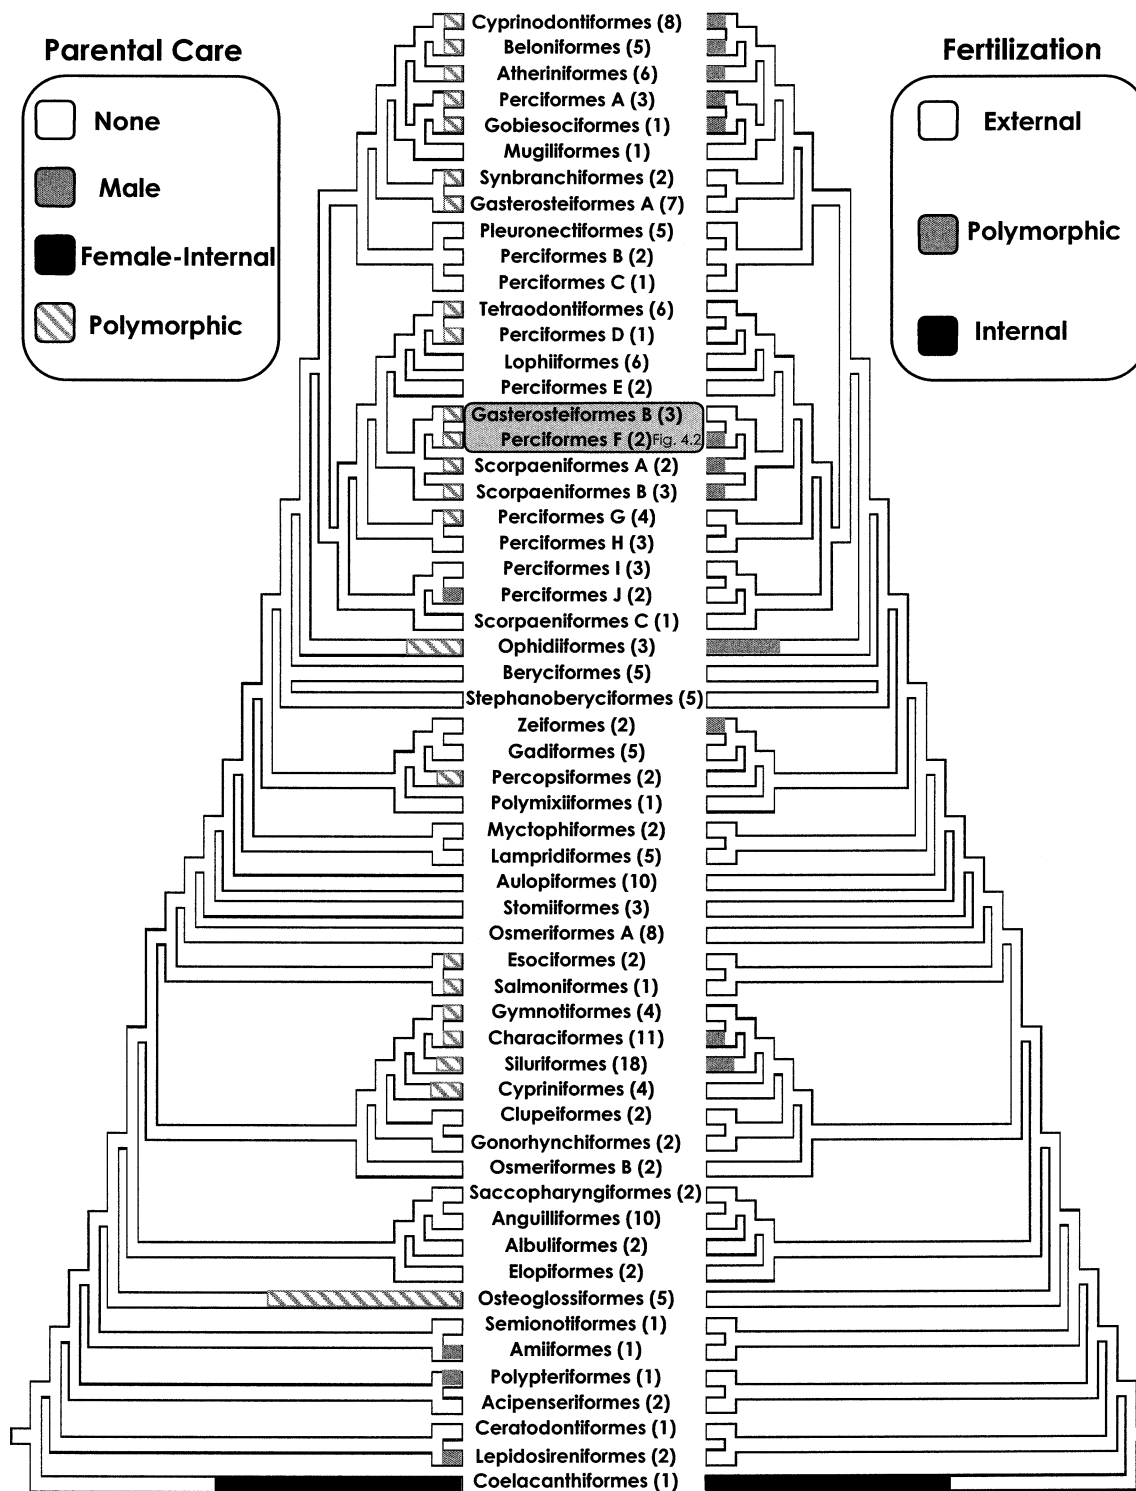 Parental Care
None
Male
Female-Internal
Polymorphic
Cyprinodontiformes (8)
Beloniformes (5)
Atheriniformes (6)
Perciformes A (3)
Gobiesociformes (1)
Mugiliformes (1)
Synbranchiformes (2)
Gasterosteiformes A (7)
Pleuronectiformes (5)
Perciformes B (2)
Perciformes C (1)
Tetraodontiformes (6)
Perciformes D (1)
Lophiiformes (6)
Perciformes E (2)
Gasterosteiformes B (3)
Perciformes F (2) Fig. 4.2
Scorpaeniformes A (2)
Scorpaeniformes B (3)
Perciformes G (4)
Perciformes H (3)
Perciformes I (3)
Perciformes J (2)
Scorpaeniformes C (1)
Ophidiiformes (3)
Beryciformes (5)
Stephanoberyciformes (5)
Zeiformes (2)
Gadiformes (5)
Percopsiformes (2)
Polymixiiformes (1)
Myctophiformes (2)
Lampridiformes (5)
Aulopiformes (10)
Stomiiformes (3)
Osmeriformes A (8)
Esociformes (2)
Salmoniformes (1)
Gymnotiformes (4)
Characiformes (11)
Siluriformes (18)
Cypriniformes (4)
Clupeiformes (2)
Gonorhynchiformes (2)
Osmeriformes B (2)
Saccopharyngiformes (2)
Anguilliformes (10)
Albuliformes (2)
Elopiformes (2)
Osteoglossiformes (5)
Semionotiformes (1)
Amiiformes (1)
Polypteriformes (1)
Acipenseriformes (2)
Ceratodontiformes (1)
Lepidosireniformes (2)
Coelacanthiformes (1)
Fertilization
External
Polymorphic
Internal